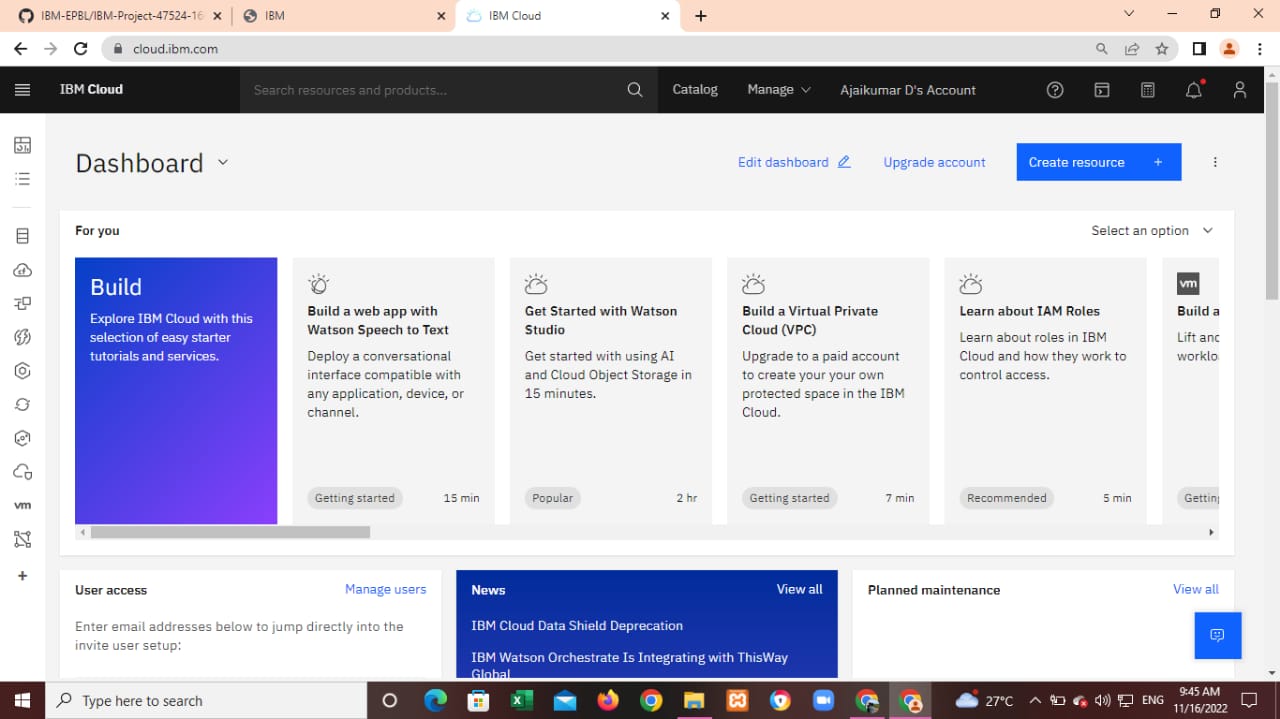 IBM-EPBL/IBM-Project-47524-16
IBM
IBM Cloud
cloud.ibm.com
IBM Cloud
Search resources and products...
Catalog
Manage
Ajaikumar D's Account
Dashboard
Edit dashboard
Upgrade account
Create resource +
For you
Select an option
Build
Explore IBM Cloud with this
selection of easy starter
tutorials and services.
Build a web app with
Watson Speech to Text
Deploy a conversational
interface compatible with
any application, device, or
channel.
Getting started
15 min
Get Started with Watson
Studio
Get started with using AI
and Cloud Object Storage in
15 minutes.
Popular
2 hr
Build a Virtual Private
Cloud (VPC)
Upgrade to a paid account
to create your your own
protected space in the IBM
Cloud.
Getting started
7 min
Learn about IAM Roles
Learn about roles in IBM
Cloud and how they work to
control access.
Recommended
5 min
vm
Build a
Lift and
worklo
Getting
vm
User access
Manage users
Enter email addresses below to jump directly into the
invite user setup:
News
View all
IBM Cloud Data Shield Deprecation
IBM Watson Orchestrate Is Integrating with ThisWay
Global
Planned maintenance
View all
Type here to search
27°C
ENG
9:45 AM
11/16/2022